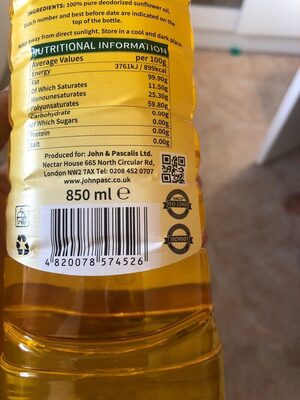 INGREDIENTS: 100% pure deodorized sunflower oil.
Batch number and best before date are indicated on
the top of the bottle.
away from direct sunlight. Store in a cool and dark place.
NUTRITIONAL INFORMATION
Average Values per 100g
Energy 3761kJ / 899kcal
Fat 99.90g
Of Which Saturates 11.50g
Monounesaturates 25.30g
Polyunsaturates 59.80g
Carbohydrate 0.00g
Of Which Sugars 0.00g
Protein 0.00g
Salt 0.00g
Produced for: John & Pascalis Ltd.
Nectar House 665 North Circular Rd,
London NW2 7AX Tel: 0208 452 0707
www.johnpasc.co.uk
850 ml e
ISO 22000
ISO9001
4 820078 574526